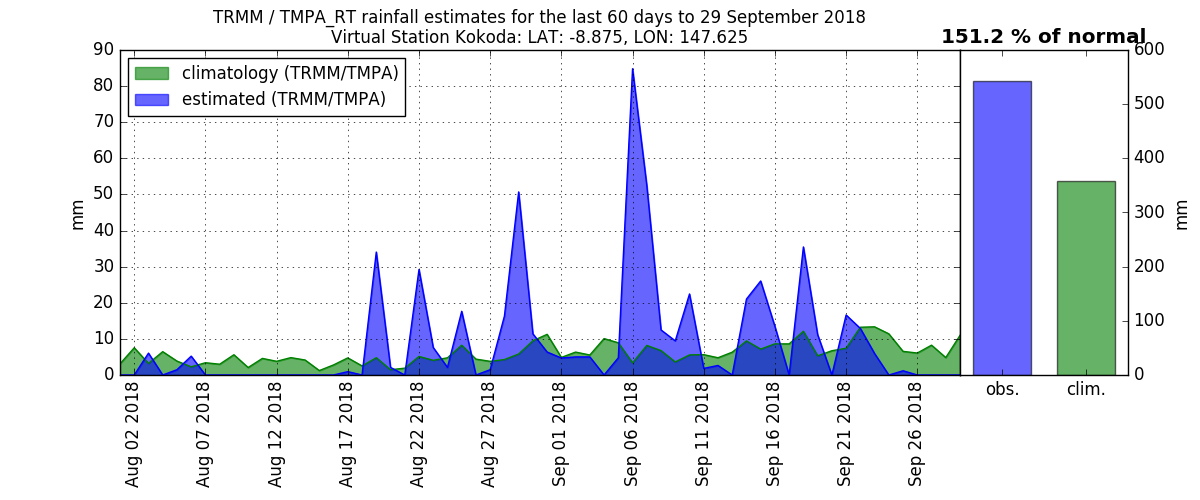 TRMM / TMPA_RT rainfall estimates for the last 60 days to 29 September 2018
Virtual Station Kokoda: LAT: -8.875, LON: 147.625
151.2 % of normal
climatology (TRMM/TMPA)
estimated (TRMM/TMPA)
90
80
70
60
50
40
30
20
10
0
mm
Aug 02 2018
Aug 07 2018
Aug 12 2018
Aug 17 2018
Aug 22 2018
Aug 27 2018
Sep 01 2018
Sep 06 2018
Sep 11 2018
Sep 16 2018
Sep 21 2018
Sep 26 2018
obs.
clim.
600
500
400
300
200
100
0
mm